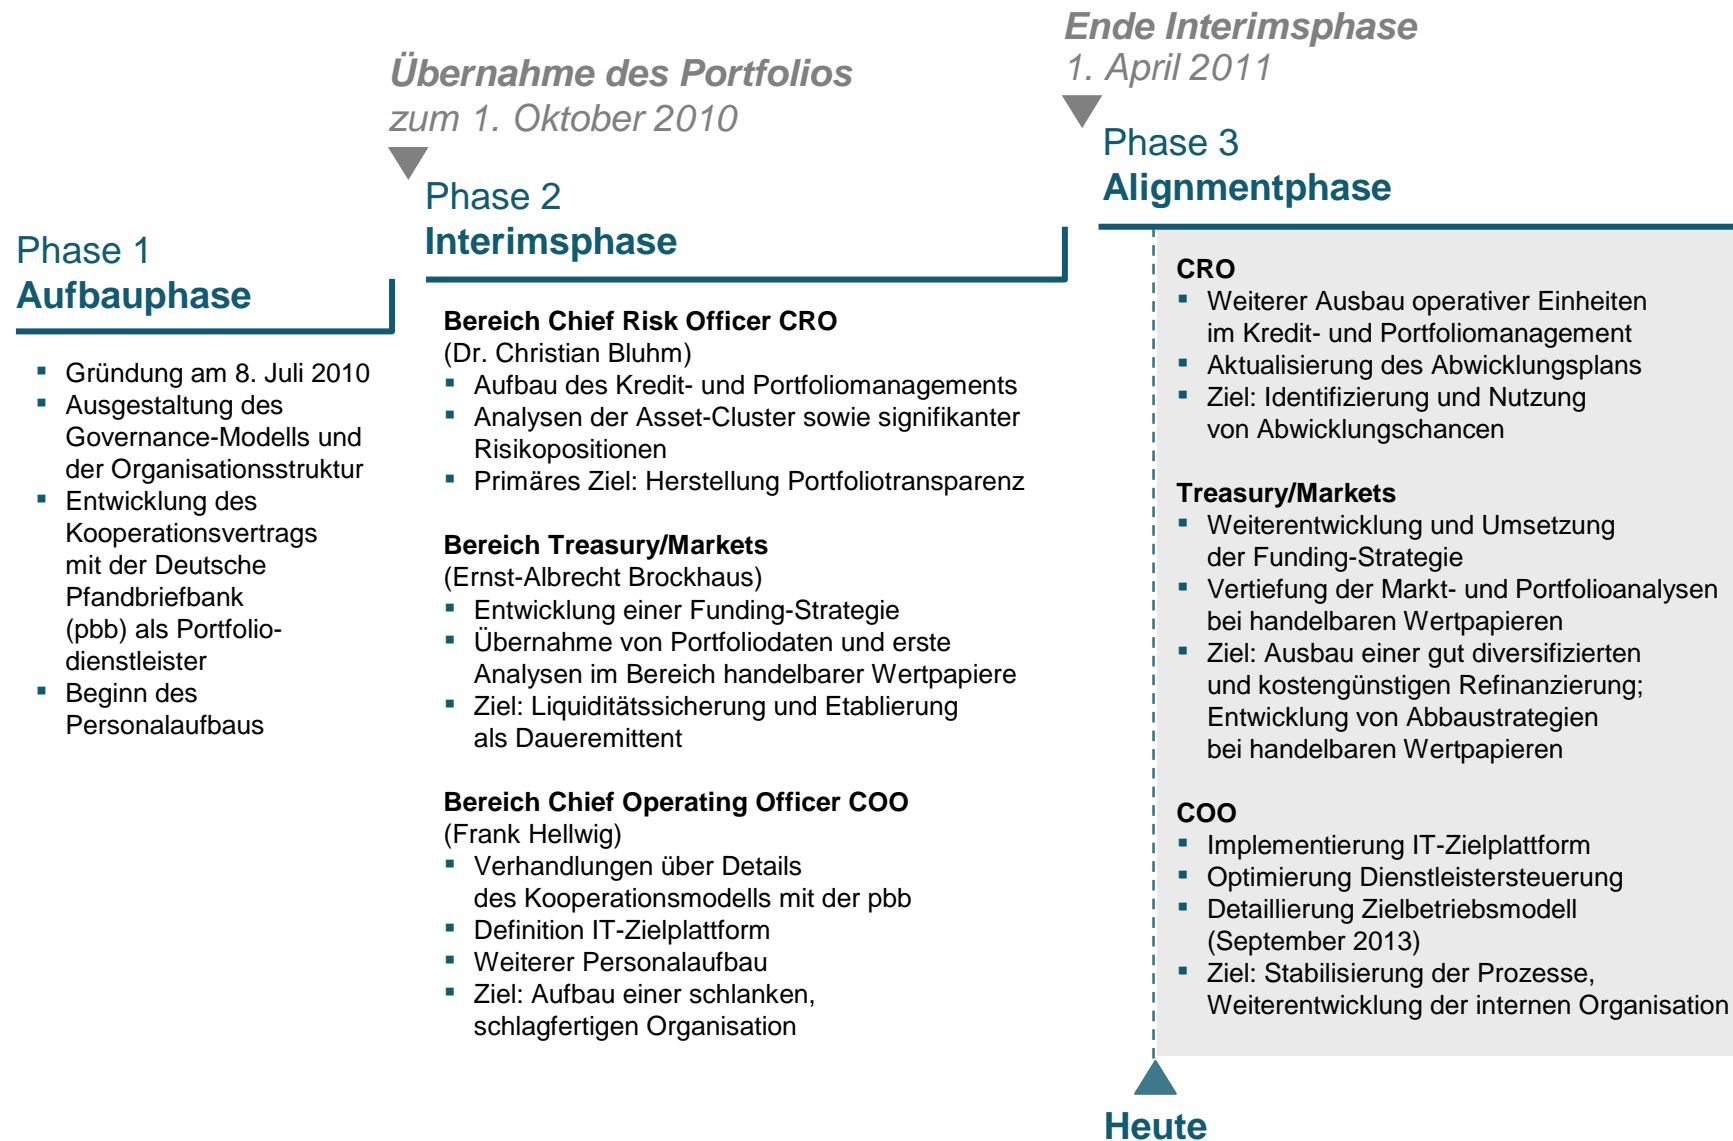 Phase 1
Aufbauphase
▪ Gründung am 8. Juli 2010
▪ Ausgestaltung des
Governance-Modells und
der Organisationsstruktur
▪ Entwicklung des
Kooperationsvertrags
mit der Deutsche
Pfandbriefbank
(pbb) als Portfolio-
dienstleister
▪ Beginn des
Personalaufbaus
Übernahme des Portfolios
zum 1. Oktober 2010
Phase 2
Interimsphase
Bereich Chief Risk Officer CRO
(Dr. Christian Bluhm)
▪ Aufbau des Kredit- und Portfoliomanagements
▪ Analysen der Asset-Cluster sowie signifikanter
Risikopositionen
▪ Primäres Ziel: Herstellung Portfoliotransparenz
Bereich Treasury/Markets
(Ernst-Albrecht Brockhaus)
▪ Entwicklung einer Funding-Strategie
▪ Übernahme von Portfoliodaten und erste
Analysen im Bereich handelbarer Wertpapiere
▪ Ziel: Liquiditätssicherung und Etablierung
als Daueremittent
Bereich Chief Operating Officer COO
(Frank Hellwig)
▪ Verhandlungen über Details
des Kooperationsmodells mit der pbb
▪ Definition IT-Zielplattform
▪ Weiterer Personalaufbau
▪ Ziel: Aufbau einer schlanken,
schlagfertigen Organisation
Ende Interimsphase
1. April 2011
Phase 3
Alignmentphase
CRO
▪ Weiterer Ausbau operativer Einheiten
im Kredit- und Portfoliomanagement
▪ Aktualisierung des Abwicklungsplans
▪ Ziel: Identifizierung und Nutzung
von Abwicklungschancen
Treasury/Markets
▪ Weiterentwicklung und Umsetzung
der Funding-Strategie
▪ Vertiefung der Markt- und Portfolioanalysen
bei handelbaren Wertpapieren
▪ Ziel: Ausbau einer gut diversifizierten
und kostengünstigen Refinanzierung;
Entwicklung von Abbaustrategien
bei handelbaren Wertpapieren
COO
▪ Implementierung IT-Zielplattform
▪ Optimierung Dienstleistersteuerung
▪ Detaillierung Zielbetriebsmodell
(September 2013)
▪ Ziel: Stabilisierung der Prozesse,
Weiterentwicklung der internen Organisation
Heute